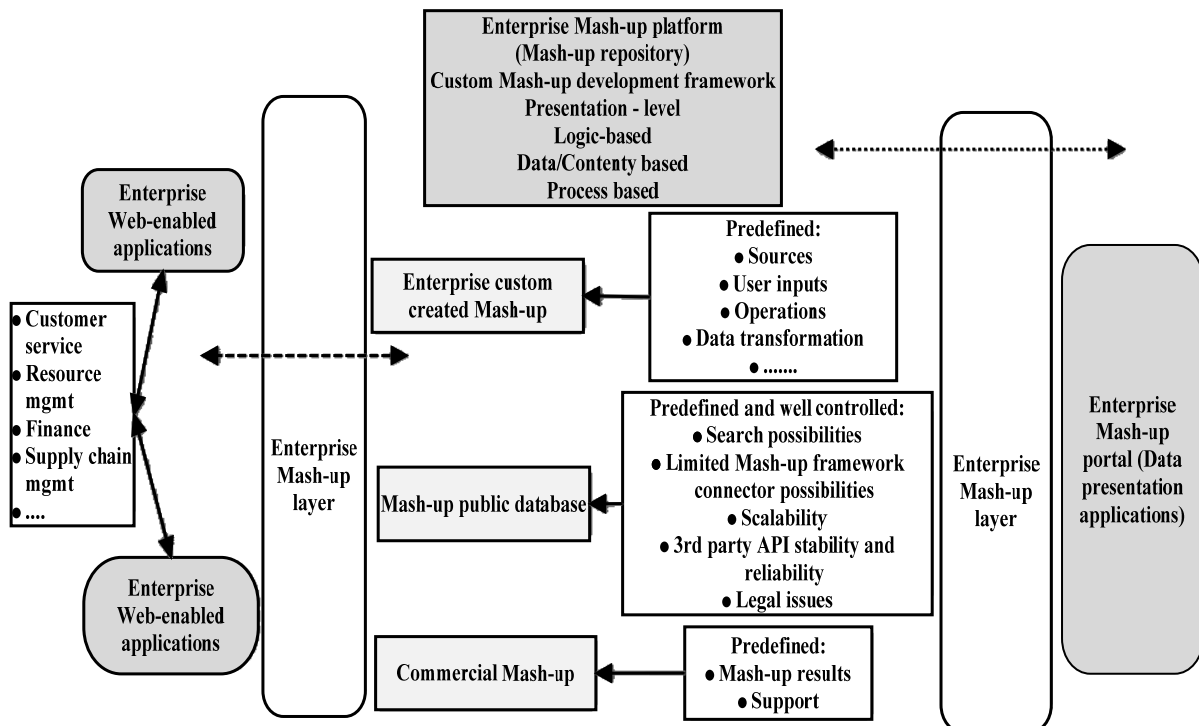 Enterprise Mash-up platform
(Mash-up repository)
Custom Mash-up development framework
Presentation - level
Logic-based
Data/Contenty based
Process based
Enterprise
Web-enabled
applications
● Customer
service
● Resource
mgmt
● Finance
● Supply chain
mgmt
● ....
Enterprise
Web-enabled
applications
Enterprise
Mash-up
layer
Enterprise custom
created Mash-up
Predefined:
● Sources
● User inputs
● Operations
● Data transformation
● .......
Mash-up public database
Predefined and well controlled:
● Search possibilities
● Limited Mash-up framework
connector possibilities
● Scalability
● 3rd party API stability and
reliability
● Legal issues
Commercial Mash-up
Predefined:
● Mash-up results
● Support
Enterprise
Mash-up
layer
Enterprise
Mash-up
portal (Data
presentation
applications)